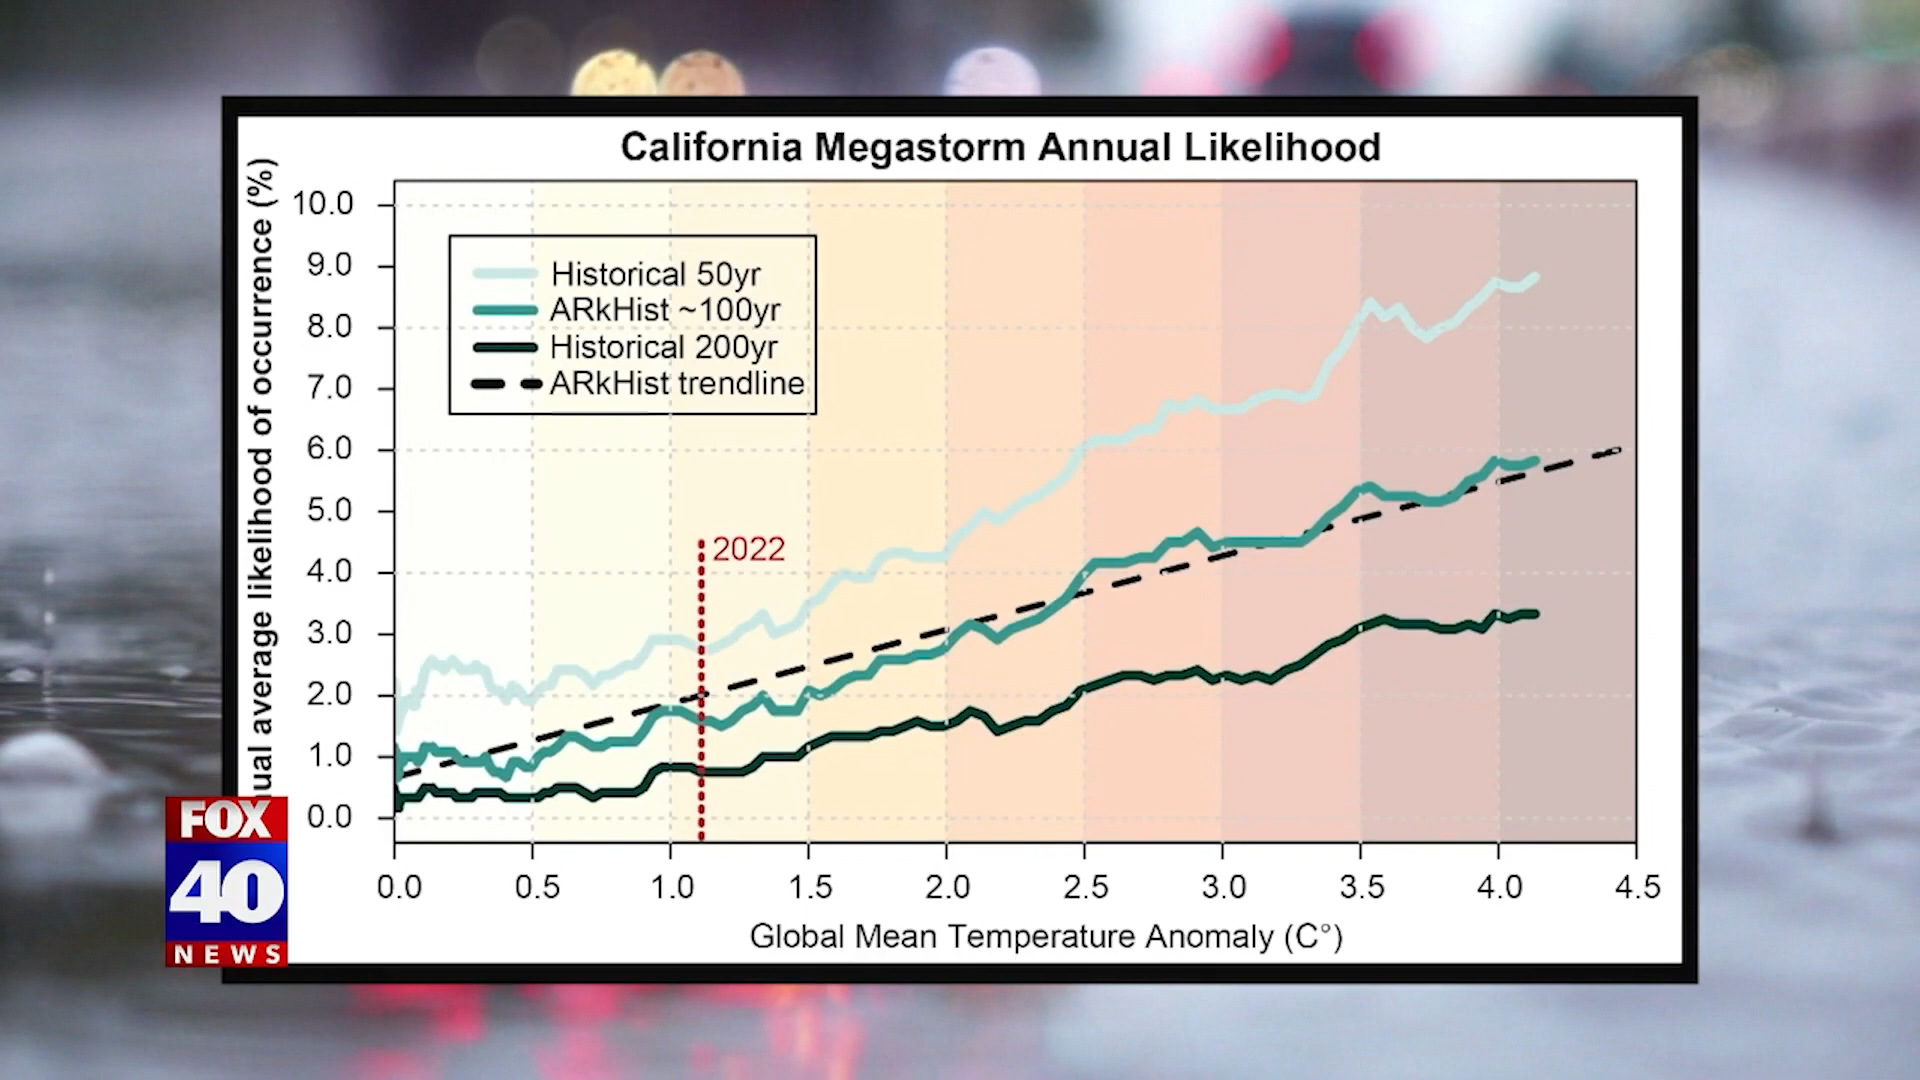 California Megastorm Annual Likelihood
average likelihood of occurrence (%)
10.0
9.0
8.0
7.0
6.0
5.0
4.0
3.0
2.0
1.0
0.0
Historical 50yr
ARkHist ~100yr
Historical 200yr
ARkHist trendline
2022
0.0 0.5 1.0 1.5 2.0 2.5 3.0 3.5 4.0 4.5
Global Mean Temperature Anomaly (C°)
FOX
40
NEWS